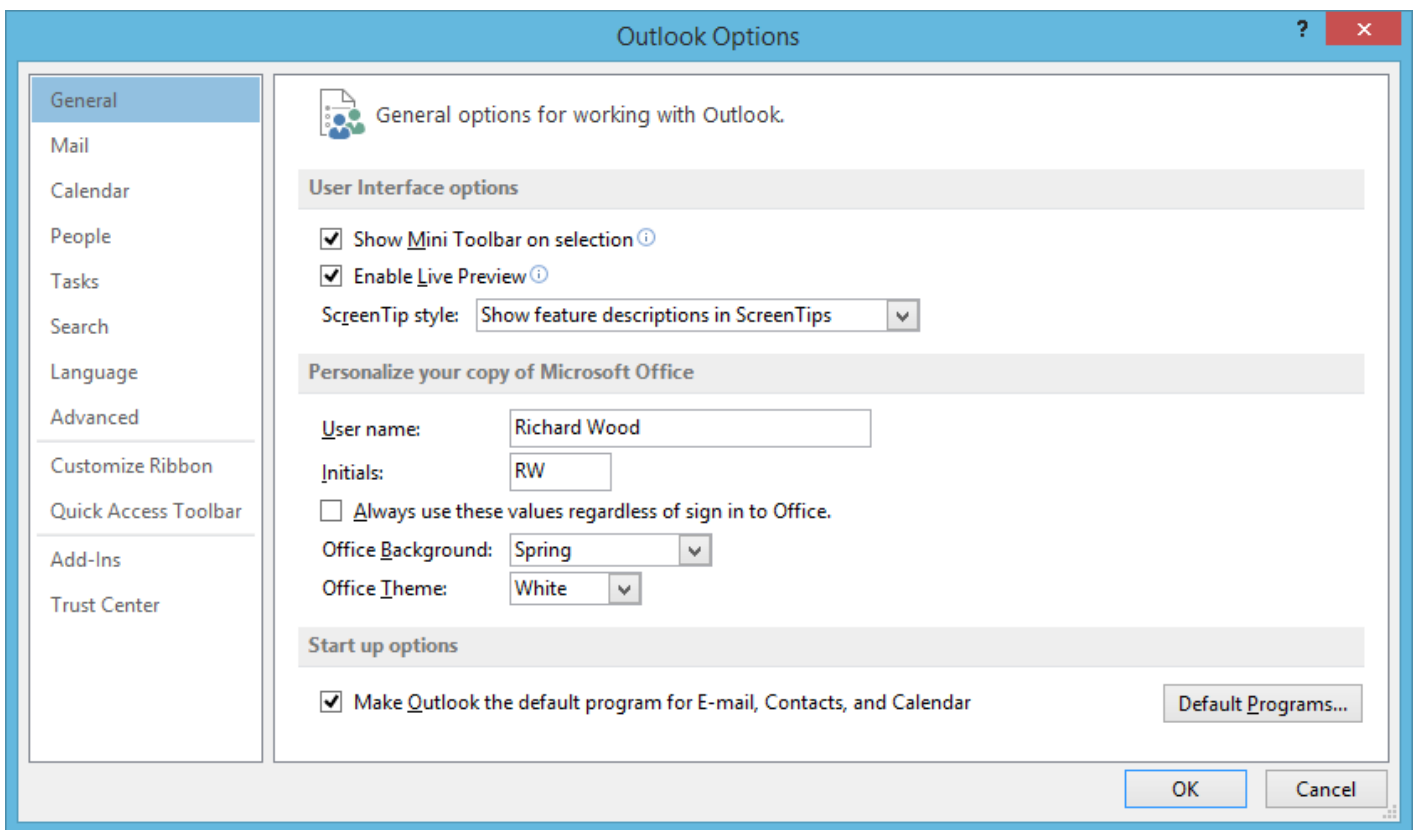 Outlook Options
?
General
Mail
Calendar
People
Tasks
Search
Language
Advanced
Customize Ribbon
Quick Access Toolbar
Add-Ins
Trust Center
General options for working with Outlook.
User Interface options
Show Mini Toolbar on selection
Enable Live Preview
ScreenTip style: Show feature descriptions in ScreenTips
Personalize your copy of Microsoft Office
User name: Richard Wood
Initials: RW
Always use these values regardless of sign in to Office.
Office Background: Spring
Office Theme: White
Start up options
Make Outlook the default program for E-mail, Contacts, and Calendar Default Programs...
OK Cancel